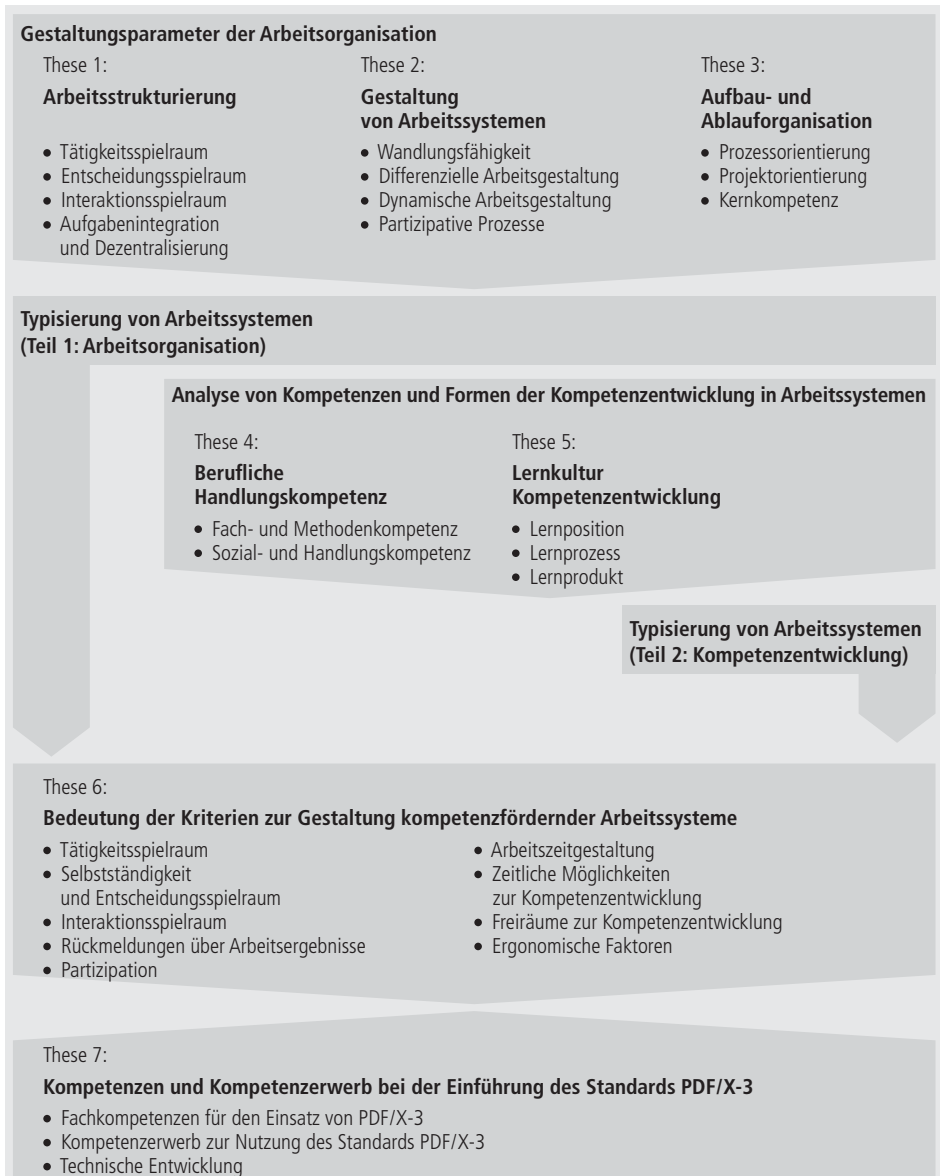 Gestaltungsparameter der Arbeitsorganisation
These 1:
Arbeitsstrukturierung
• Tätigkeitsspielraum
• Entscheidungsspielraum
• Interaktionsspielraum
• Aufgabenintegration
und Dezentralisierung
These 2:
Gestaltung
von Arbeitssystemen
• Wandlungsfähigkeit
• Differenzielle Arbeitsgestaltung
• Dynamische Arbeitsgestaltung
• Partizipative Prozesse
These 3:
Aufbau- und
Ablauforganisation
• Prozessorientierung
• Projektorientierung
• Kernkompetenz
Typisierung von Arbeitssystemen
(Teil 1: Arbeitsorganisation)
Analyse von Kompetenzen und Formen der Kompetenzentwicklung in Arbeitssystemen
These 4:
Berufliche
Handlungskompetenz
• Fach- und Methodenkompetenz
• Sozial- und Handlungskompetenz
These 5:
Lernkultur
Kompetenzentwicklung
• Lernposition
• Lernprozess
• Lernprodukt
Typisierung von Arbeitssystemen
(Teil 2: Kompetenzentwicklung)
These 6:
Bedeutung der Kriterien zur Gestaltung kompetenzfördernder Arbeitssysteme
• Tätigkeitsspielraum
• Selbstständigkeit
und Entscheidungsspielraum
• Interaktionsspielraum
• Rückmeldungen über Arbeitsergebnisse
• Partizipation
• Arbeitszeitgestaltung
• Zeitliche Möglichkeiten
zur Kompetenzentwicklung
• Freiräume zur Kompetenzentwicklung
• Ergonomische Faktoren
These 7:
Kompetenzen und Kompetenzerwerb bei der Einführung des Standards PDF/X-3
• Fachkompetenzen für den Einsatz von PDF/X-3
• Kompetenzerwerb zur Nutzung des Standards PDF/X-3
• Technische Entwicklung